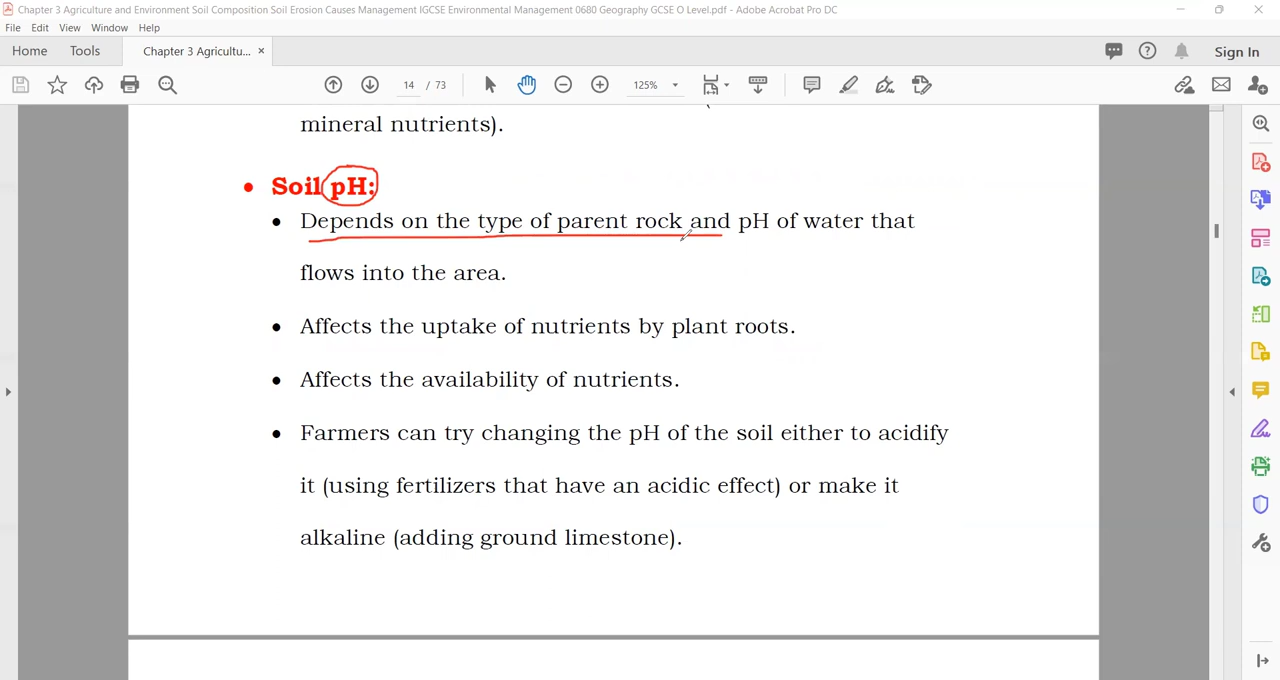 Chapter 3 Agriculture and Environment Soil Composition Soil Erosion Causes Management IGCSE Environmental Management 0680 Geography GCSE O Level.pdf - Adobe Acrobat Pro DC
File Edit View Window Help
Home Tools Chapter 3 Agricultu... × Sign In
14 / 73 125%
mineral nutrients).
• Soil pH:
• Depends on the type of parent rock and pH of water that
flows into the area.
• Affects the uptake of nutrients by plant roots.
• Affects the availability of nutrients.
• Farmers can try changing the pH of the soil either to acidify
it (using fertilizers that have an acidic effect) or make it
alkaline (adding ground limestone).